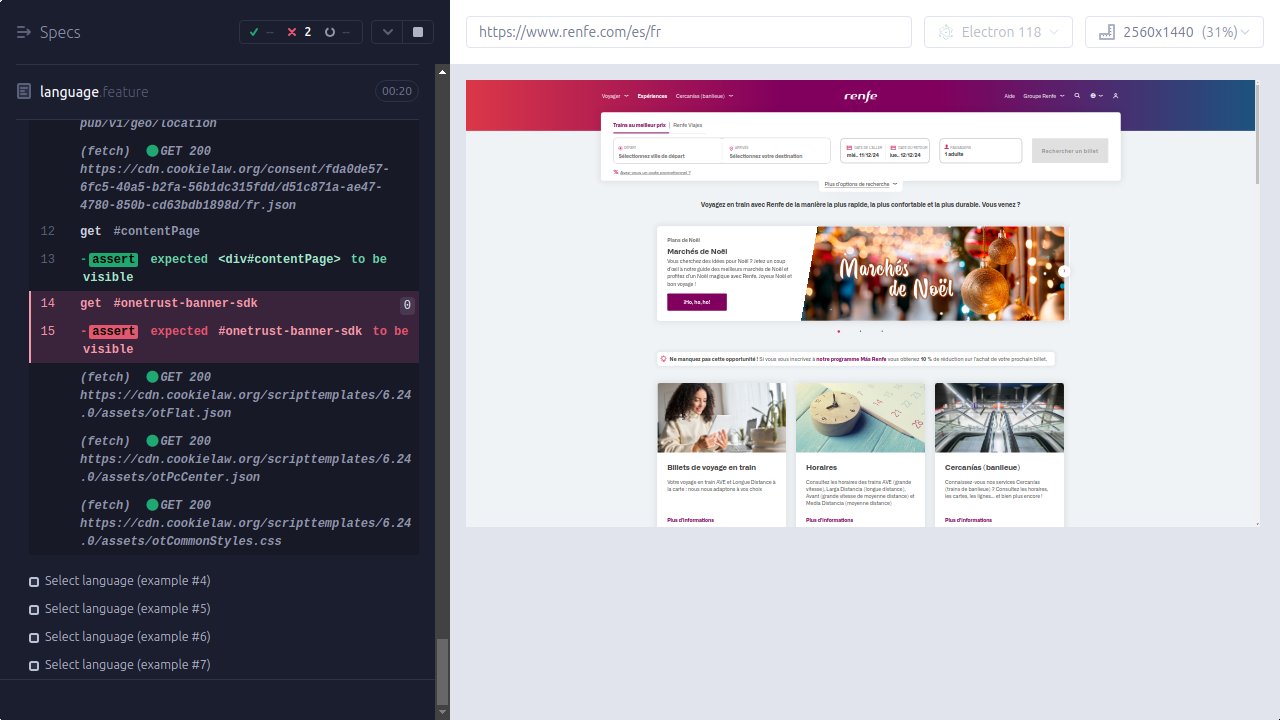 Specs
--
2
--
https://www.renfe.com/es/fr
Electron 118
2560x1440 (31%)
language.feature
00:20
pub/v1/geo/location
(fetch) GET 200
https://cdn.cookielaw.org/consent/fda0de57-
6fc5-40a5-b2fa-56b1dc315fdd/d51c871a-ae47-
4780-850b-cd63bdb1898d/fr.json
12 get #contentPage
13 -assert expected <div#contentPage> to be
visible
14 get #onetrust-banner-sdk 0
15 -assert expected #onetrust-banner-sdk to be
visible
(fetch) GET 200
https://cdn.cookielaw.org/scripttemplates/6.24
.0/assets/otFlat.json
(fetch) GET 200
https://cdn.cookielaw.org/scripttemplates/6.24
.0/assets/otPcCenter.json
(fetch) GET 200
https://cdn.cookielaw.org/scripttemplates/6.24
.0/assets/otCommonStyles.css
Select language (example #4)
Select language (example #5)
Select language (example #6)
Select language (example #7)
Voyager Expériences Cercanías (banlieue) renfe Aide Groupe Renfe
Trains au meilleur prix | Renfe Viajes
DÉPART
Sélectionnez ville de départ
ARRIVÉE
Sélectionnez votre destination
DATE DE L'ALLER
mié., 11/12/24
DATE DU RETOUR
jue., 12/12/24
PASSAGERS
1 adulte
Rechercher un billet
Avez-vous un code promotionnel ?
Plus d'options de recherche
Voyagez en train avec Renfe de la manière la plus rapide, la plus confortable et la plus durable. Vous venez ?
Plans de Noël
Marchés de Noël
Vous cherchez des idées pour Noël ? Jetez un coup
d'œil à notre guide des meilleurs marchés de Noël et
profitez d'un Noël magique avec Renfe. Joyeux Noël et
bon voyage !
¡Ho, ho, ho!
Marchés
de Noël
Ne manquez pas cette opportunité ! Si vous vous inscrivez à notre programme Más Renfe vous obtenez 10 % de réduction sur l'achat de votre prochain billet.
Billets de voyage en train
Votre voyage en train AVE et Longue Distance à
la carte : nous nous adaptons à vos choix
Plus d'informations
Horaires
Consultez les horaires des trains AVE (grande
vitesse), Larga Distancia (longue distance),
Avant (grande vitesse de moyenne distance) et
Media Distancia (moyenne distance)
Plus d'informations
Cercanías (banlieue)
Connaissez-vous nos services Cercanías
(trains de banlieue) ? Consultez les horaires,
les cartes, les lignes... et bien plus encore!
Plus d'informations